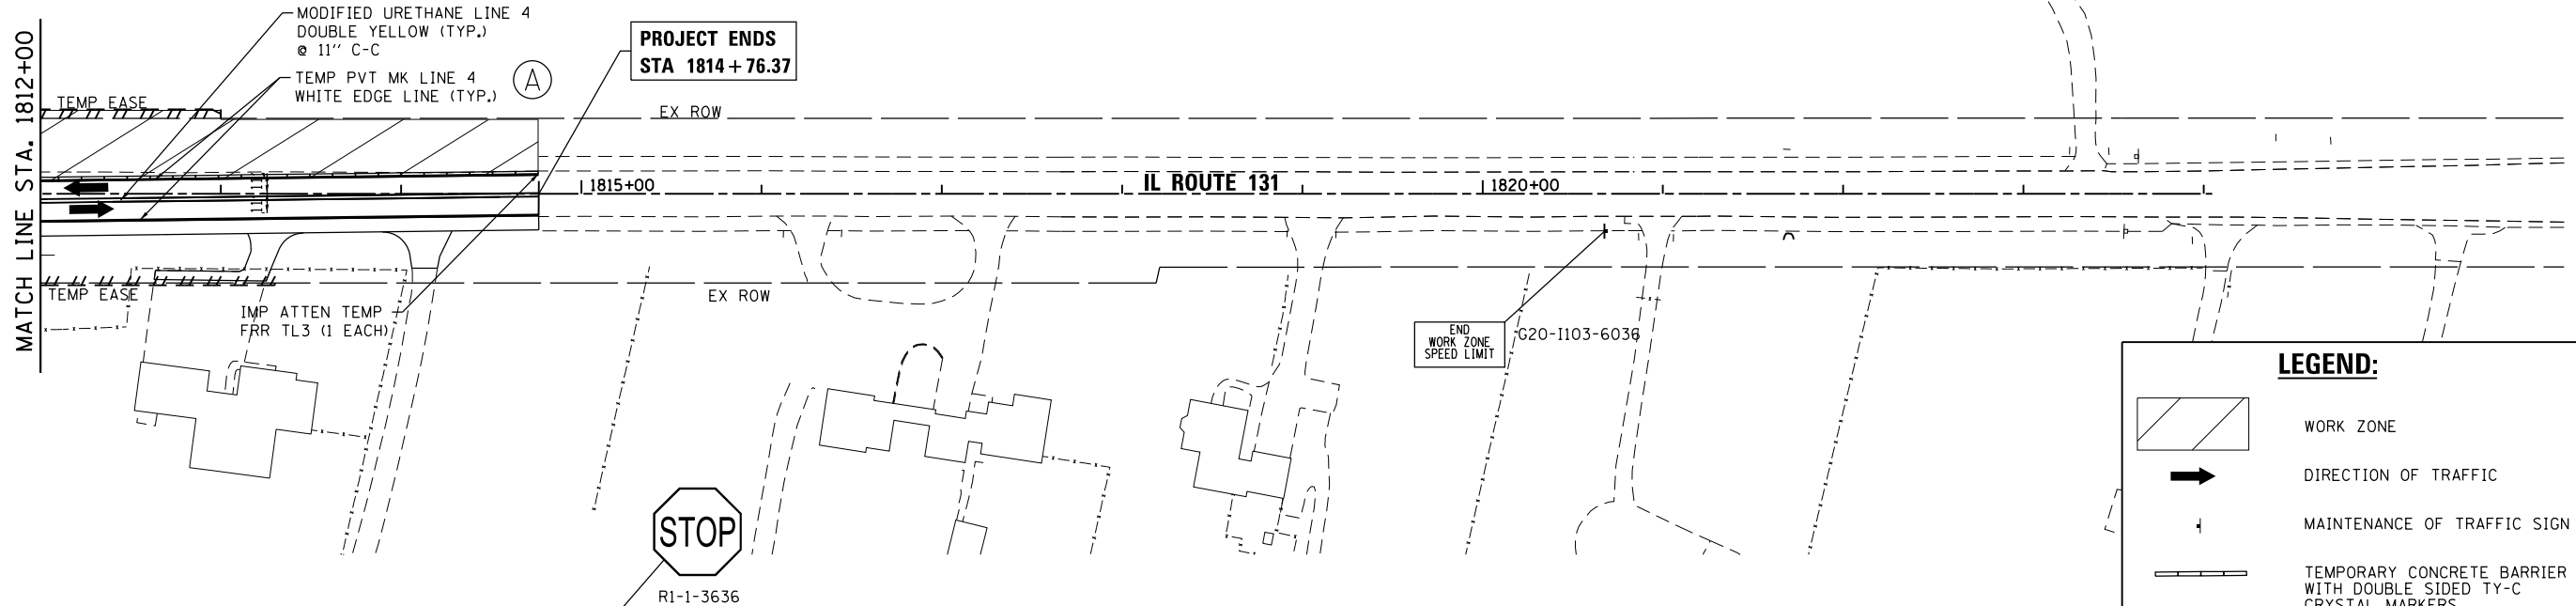 MATCH LINE STA. 1812+00
MODIFIED URETHANE LINE 4
DOUBLE YELLOW (TYP.)
@ 11" C-C
TEMP PVT MK LINE 4
WHITE EDGE LINE (TYP.)
A
PROJECT ENDS
STA 1814+76.37
TEMP EASE
EX ROW
11'
11'
1815+00
IL ROUTE 131
1820+00
TEMP EASE
EX ROW
IMP ATTEN TEMP
FRR TL3 (1 EACH)
END
WORK ZONE
SPEED LIMIT
G20-I103-6036
STOP
R1-1-3636
LEGEND:
WORK ZONE
DIRECTION OF TRAFFIC
MAINTENANCE OF TRAFFIC SIGN
TEMPORARY CONCRETE BARRIER
WITH DOUBLE SIDED TY-C
CRYSTAL MARKERS